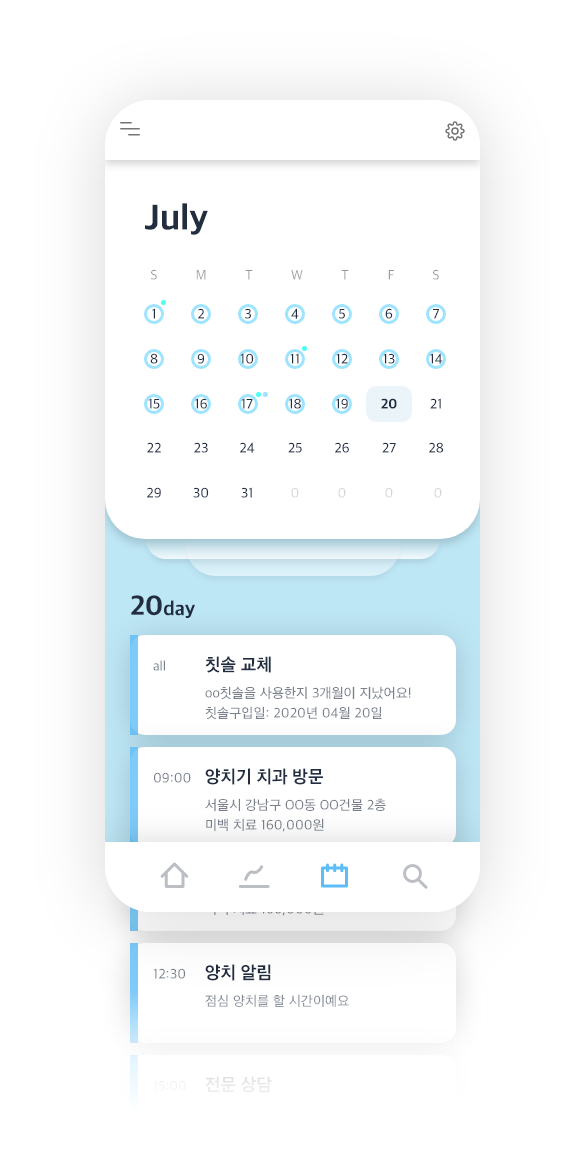 July
S M T W T F S
1 2 3 4 5 6 7
8 9 10 11 12 13 14
15 16 17 18 19 20 21
22 23 24 25 26 27 28
29 30 31 0 0 0 0
20day
all 칫솔 교체
oo칫솔을 사용한지 3개월이 지났어요!
칫솔구입일: 2020년 04월 20일
09:00 양치기 치과 방문
서울시 강남구 OO동 OO건물 2층
미백 치료 160,000원
12:30 양치 알림
점심 양치를 할 시간이예요
15:00 전문 상담